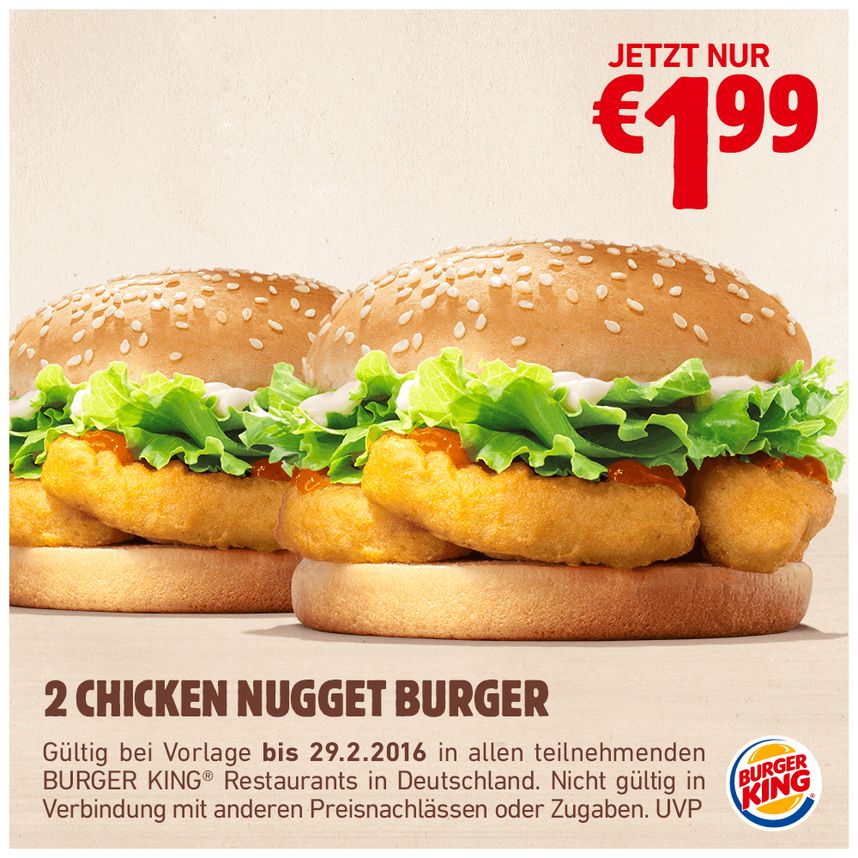 JETZT NUR
€1 99
2 CHICKEN NUGGET BURGER
Gültig bei Vorlage bis 29.2.2016 in allen teilnehmenden
BURGER KING® Restaurants in Deutschland. Nicht gültig in
Verbindung mit anderen Preisnachlässen oder Zugaben. UVP
BURGER
KING®